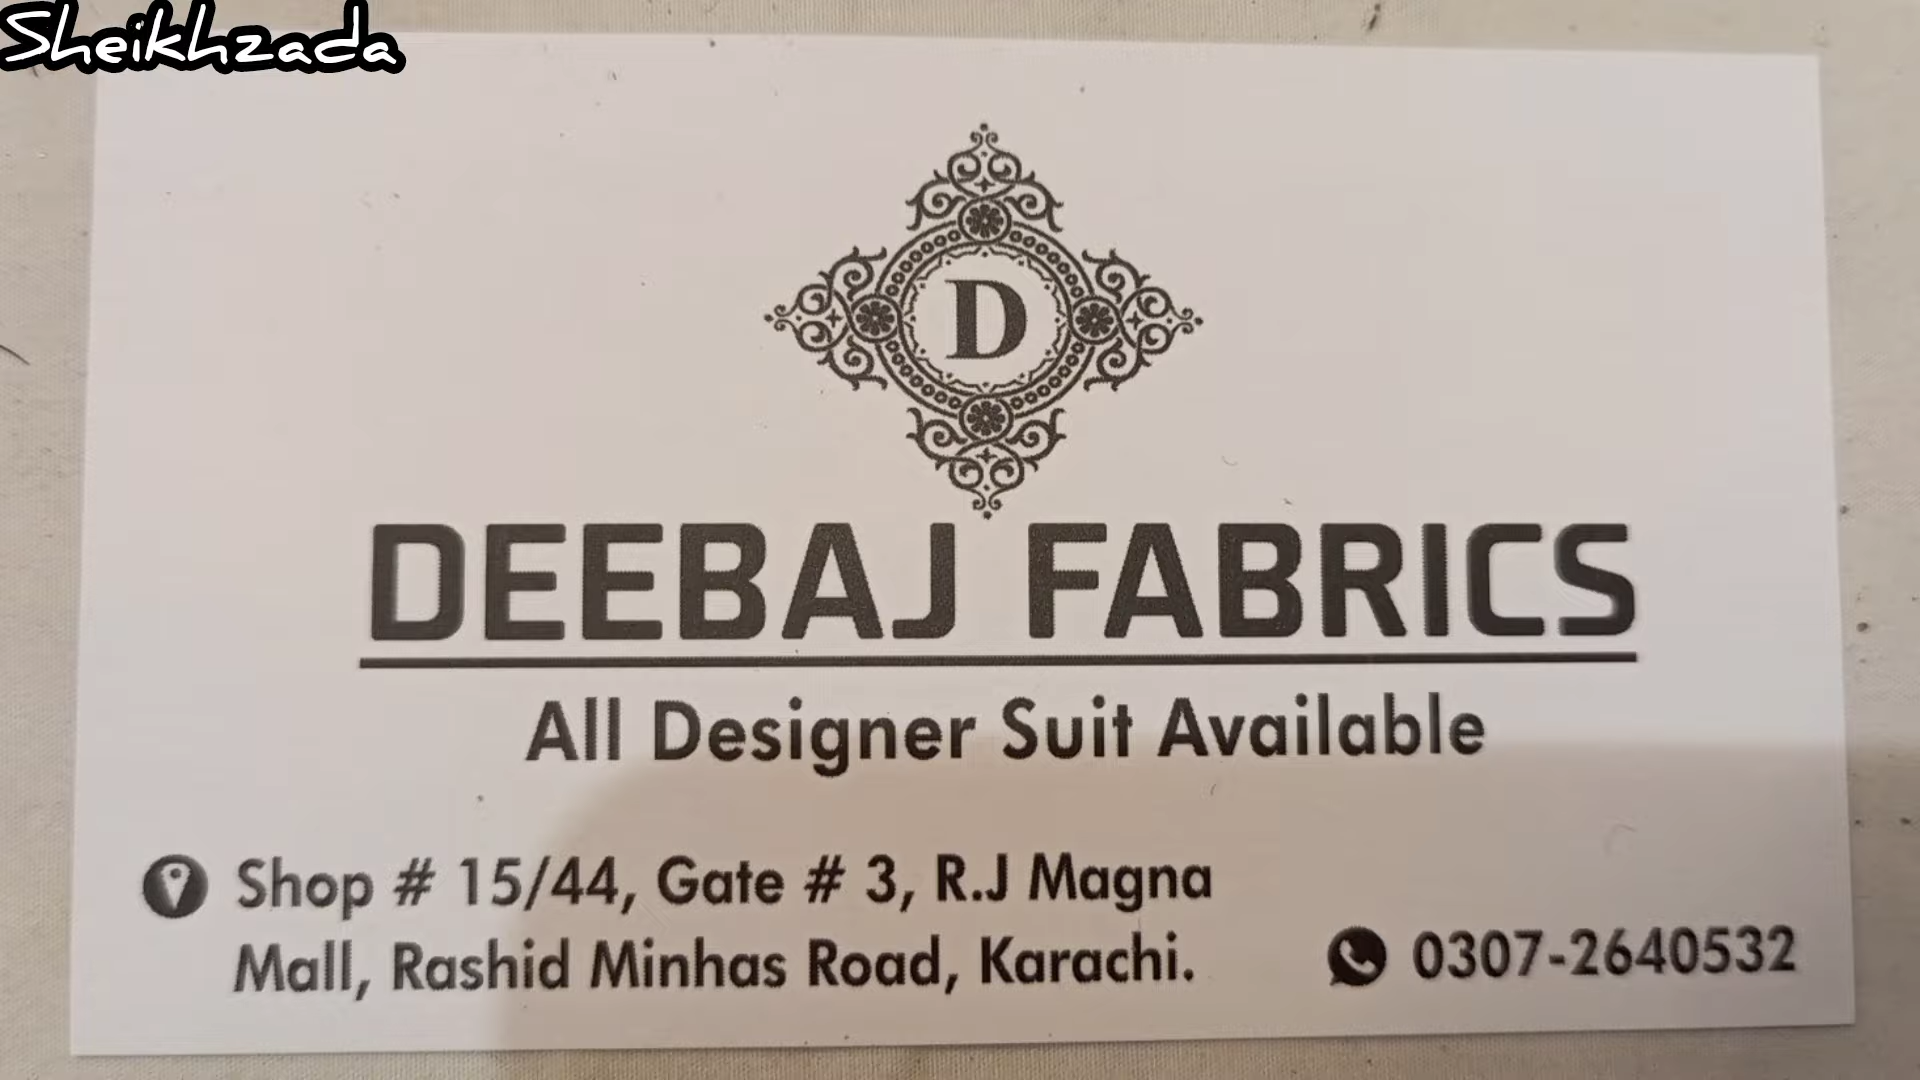 Sheikhzada
D
DEEBAJ FABRICS
All Designer Suit Available
Shop # 15/44, Gate # 3, R.J Magna
Mall, Rashid Minhas Road, Karachi.
0307-2640532